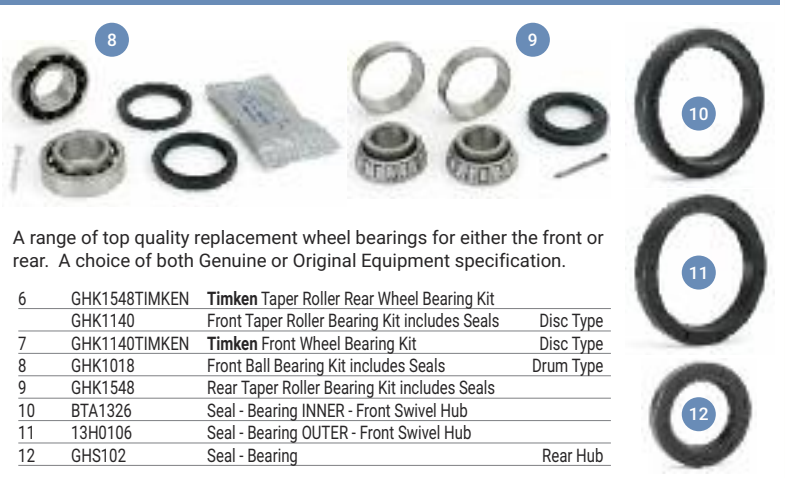 8
9
10
11
12
A range of top quality replacement wheel bearings for either the front or
rear. A choice of both Genuine or Original Equipment specification.
6 GHK1548TIMKEN Timken Taper Roller Rear Wheel Bearing Kit
GHK1140 Front Taper Roller Bearing Kit includes Seals Disc Type
7 GHK1140TIMKEN Timken Front Wheel Bearing Kit Disc Type
8 GHK1018 Front Ball Bearing Kit includes Seals Drum Type
9 GHK1548 Rear Taper Roller Bearing Kit includes Seals
10 BTA1326 Seal - Bearing INNER - Front Swivel Hub
11 13H0106 Seal - Bearing OUTER - Front Swivel Hub
12 GHS102 Seal - Bearing Rear Hub